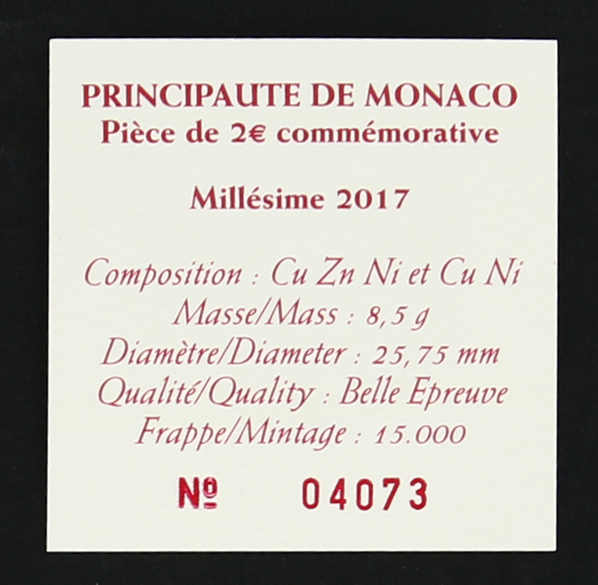 PRINCIPAUTE DE MONACO
Pièce de 2€ commémorative
Millésime 2017
Composition : Cu Zn Ni et Cu Ni
Masse/Mass : 8,5 g
Diamètre/Diameter : 25,75 mm
Qualité/Quality : Belle Epreuve
Frappe/Mintage : 15.000
Nº 04073